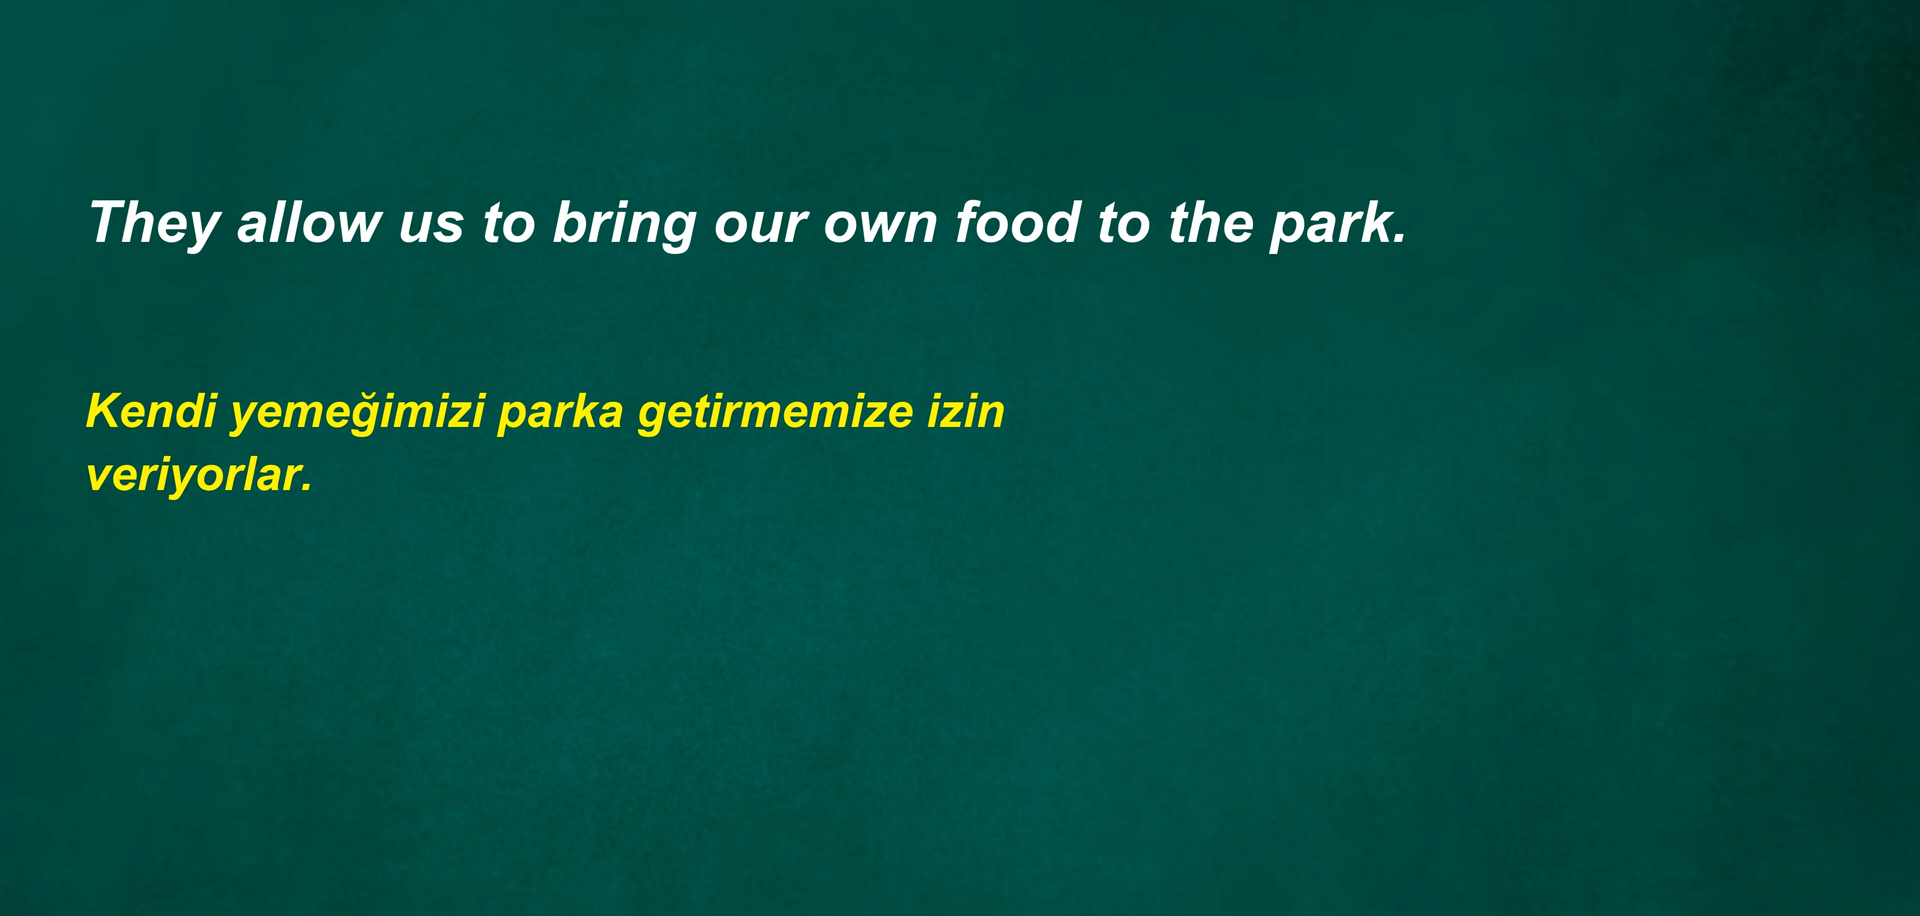 They allow us to bring our own food to the park.
Kendi yemeğimizi parka getirmemize izin
veriyorlar.